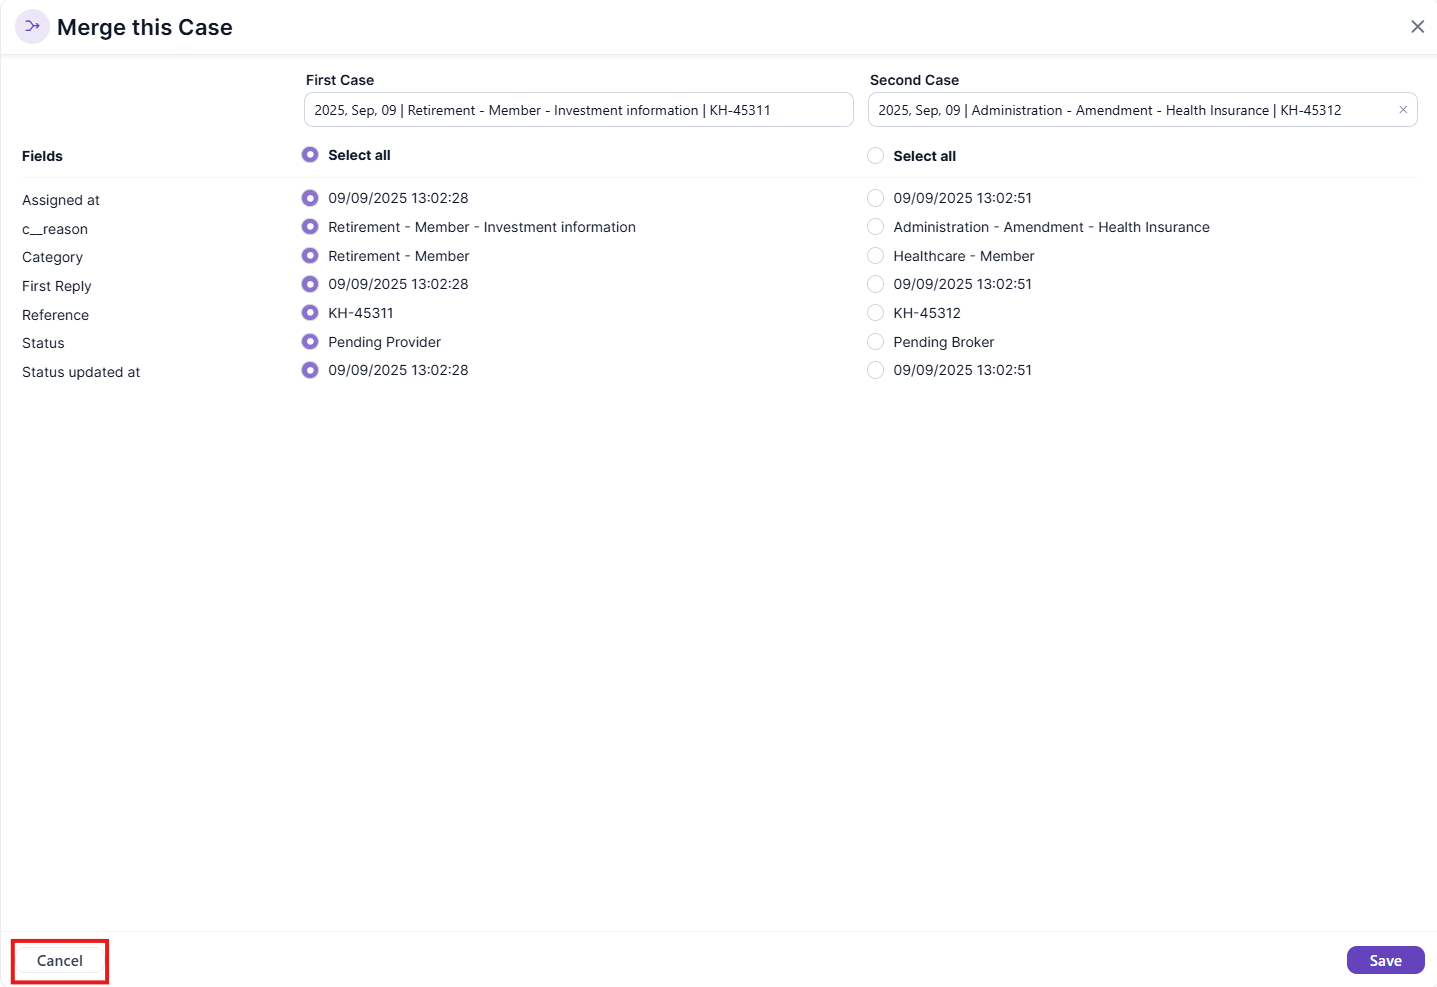 Merge this Case
First Case
Second Case
2025, Sep, 09 | Retirement - Member - Investment information | KH-45311
2025, Sep, 09 | Administration - Amendment - Health Insurance | KH-45312
Fields
Select all
Select all
Assigned at
09/09/2025 13:02:28
09/09/2025 13:02:51
c__reason
Retirement - Member - Investment information
Administration - Amendment - Health Insurance
Category
Retirement - Member
Healthcare - Member
First Reply
09/09/2025 13:02:28
09/09/2025 13:02:51
Reference
KH-45311
KH-45312
Status
Pending Provider
Pending Broker
Status updated at
09/09/2025 13:02:28
09/09/2025 13:02:51
Cancel
Save